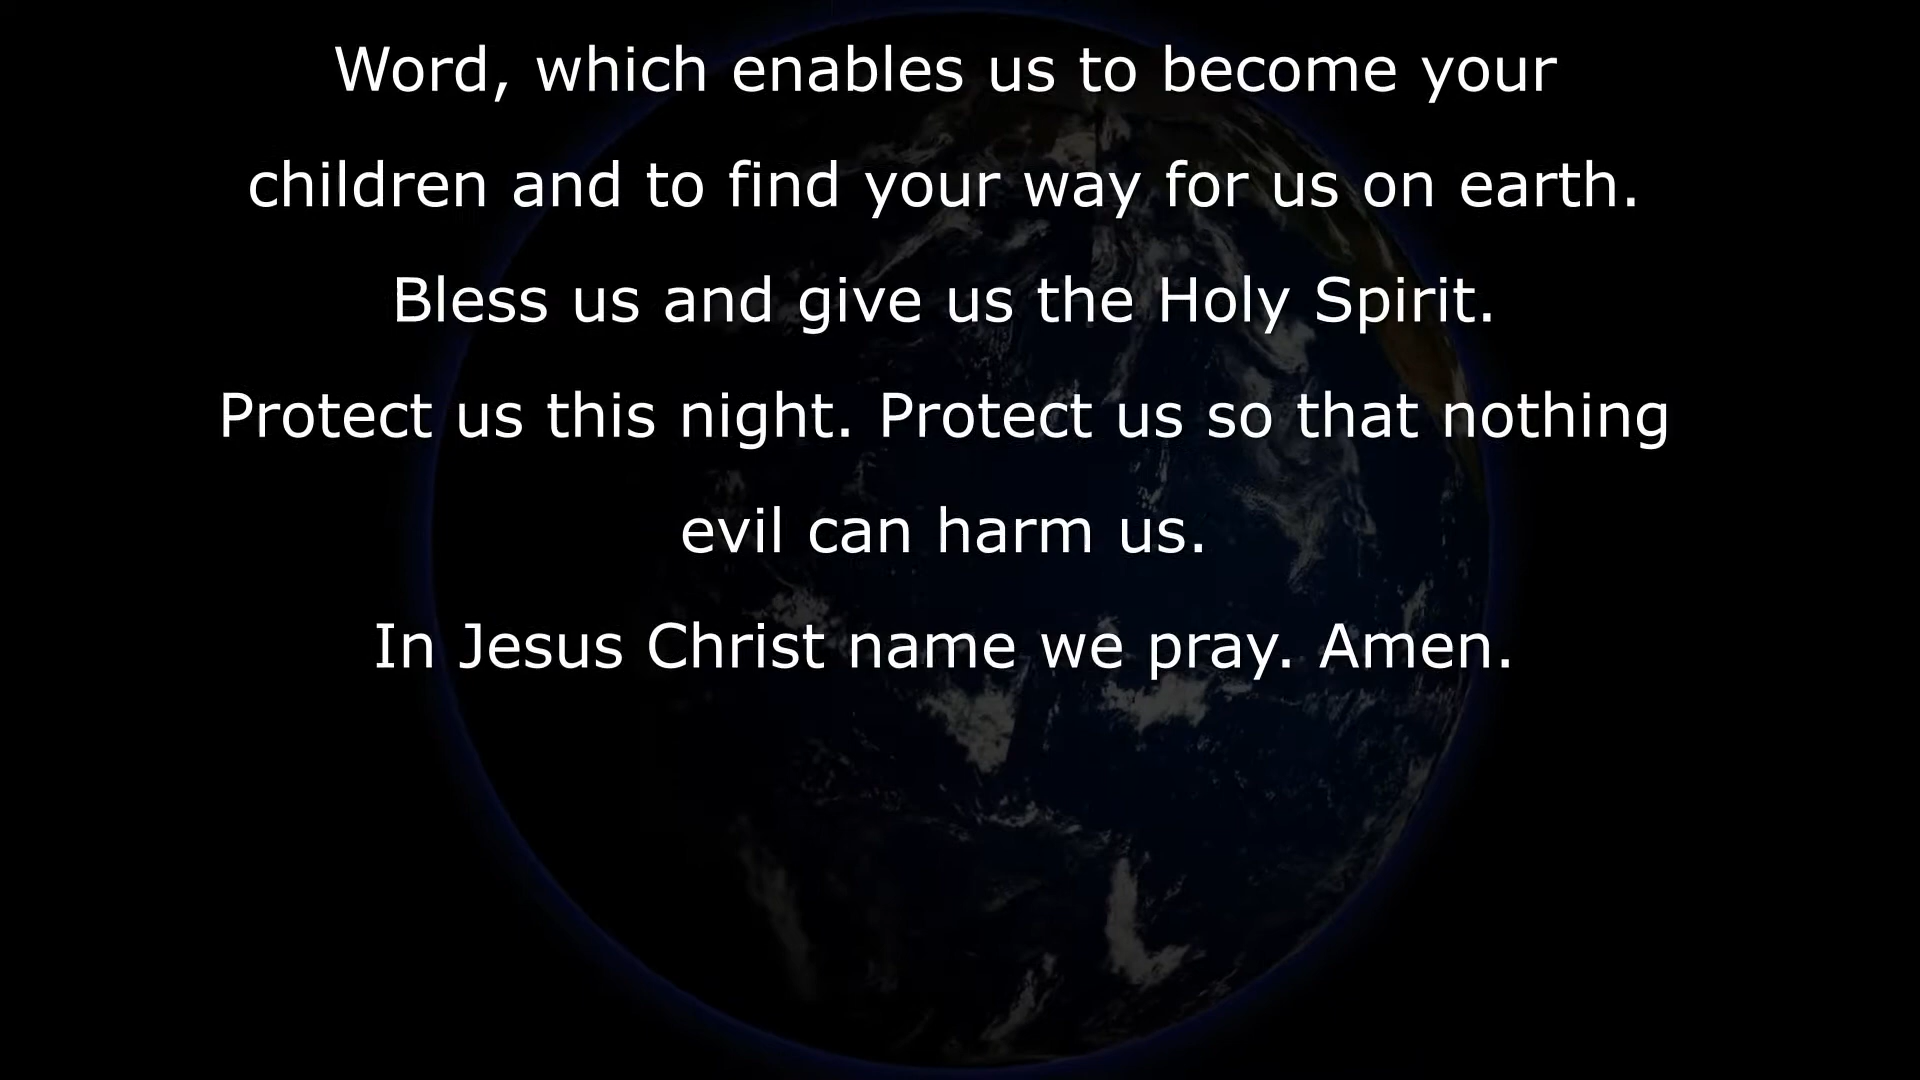 Word, which enables us to become your
children and to find your way for us on earth.
Bless us and give us the Holy Spirit.
Protect us this night. Protect us so that nothing
evil can harm us.
In Jesus Christ name we pray. Amen.